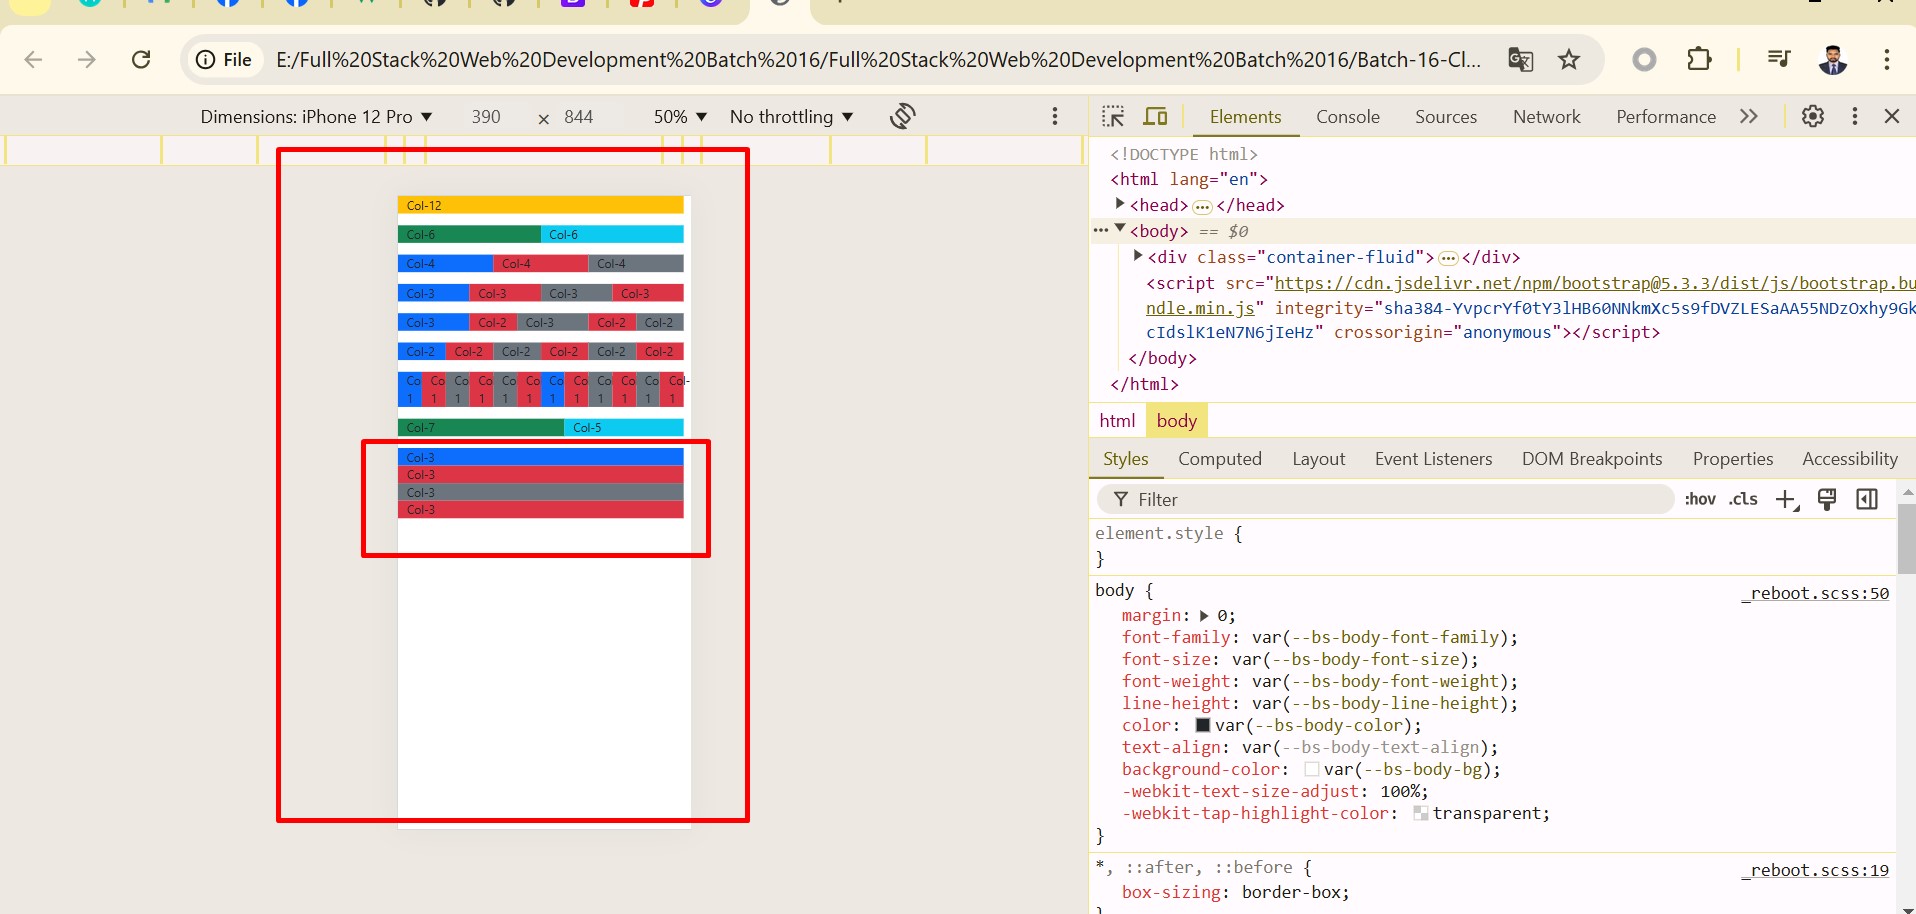 File
E:/Full%20Stack%20Web%20Development%20Batch%2016/Full%20Stack%20Web%20Development%20Batch%2016/Batch-16-Cl...
Dimensions: iPhone 12 Pro ▼ 390 × 844 50% ▼ No throttling ▼
Elements Console Sources Network Performance
Col-12
Col-6 Col-6
Col-4 Col-4 Col-4
Col-3 Col-3 Col-3 Col-3
Col-3 Col-2 Col-3 Col-2 Col-2
Col-2 Col-2 Col-2 Col-2 Col-2 Col-2
Co Co Co Co Co Co Co Co Co Co Co Col-
1 1 1 1 1 1 1 1 1 1 1 1
Col-7 Col-5
Col-3
Col-3
Col-3
Col-3
<!DOCTYPE html>
<html lang="en">
<head> ... </head>
... <body> == $0
<div class="container-fluid"> ... </div>
<script src="https://cdn.jsdelivr.net/npm/bootstrap@5.3.3/dist/js/bootstrap.bu
ndle.min.js" integrity="sha384-YvpcrYf0tY3lHB60NNkmXc5s9fDVZLESaAA55NDzOxhy9Gk
cIdslK1eN7N6jIeHz" crossorigin="anonymous"></script>
</body>
</html>
html body
Styles Computed Layout Event Listeners DOM Breakpoints Properties Accessibility
Filter :hov .cls
element.style {
}
body { _reboot.scss:50
margin: 0;
font-family: var(--bs-body-font-family);
font-size: var(--bs-body-font-size);
font-weight: var(--bs-body-font-weight);
line-height: var(--bs-body-line-height);
color: var(--bs-body-color);
text-align: var(--bs-body-text-align);
background-color: var(--bs-body-bg);
-webkit-text-size-adjust: 100%;
-webkit-tap-highlight-color: transparent;
}
*, ::after, ::before { _reboot.scss:19
box-sizing: border-box;
}